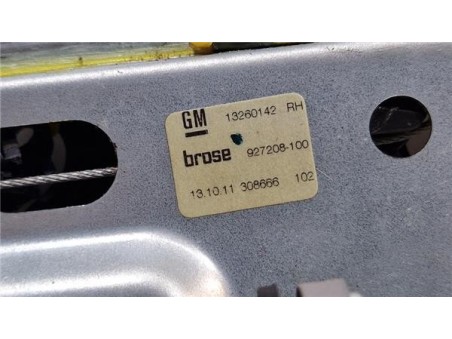 GM 13260142 RH
brose 927208-100
13.10.11 308666 102